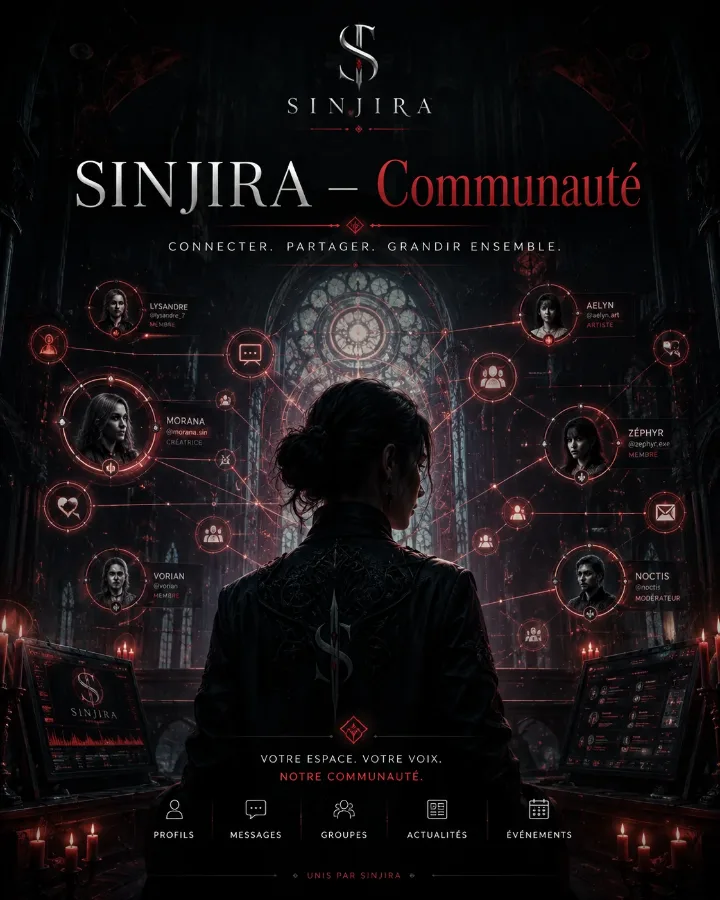 SINJIRA
SINJIRA – Communauté
CONNECTER. PARTAGER. GRANDIR ENSEMBLE.
LYSANDRE
@lysandre_7
MEMBRE
AELYN
@aelyn.art
ARTISTE
MORANA
@morana.sin
CRÉATRICE
ZÉPHYR
@zephyr.exe
MEMBRE
VORIAN
@vorian
MEMBRE
NOCTIS
@noctis
MODÉRATEUR
SINJIRA
VOTRE ESPACE. VOTRE VOIX.
NOTRE COMMUNAUTÉ.
PROFILS MESSAGES GROUPES ACTUALITÉS ÉVÉNEMENTS
UNIS PAR SINJIRA